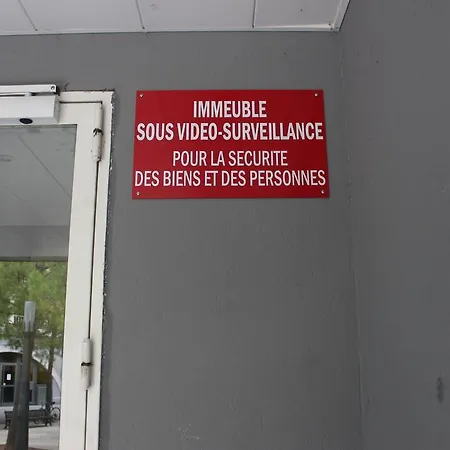 IMMEUBLE
SOUS VIDEO-SURVEILLANCE
POUR LA SECURITE
DES BIENS ET DES PERSONNES